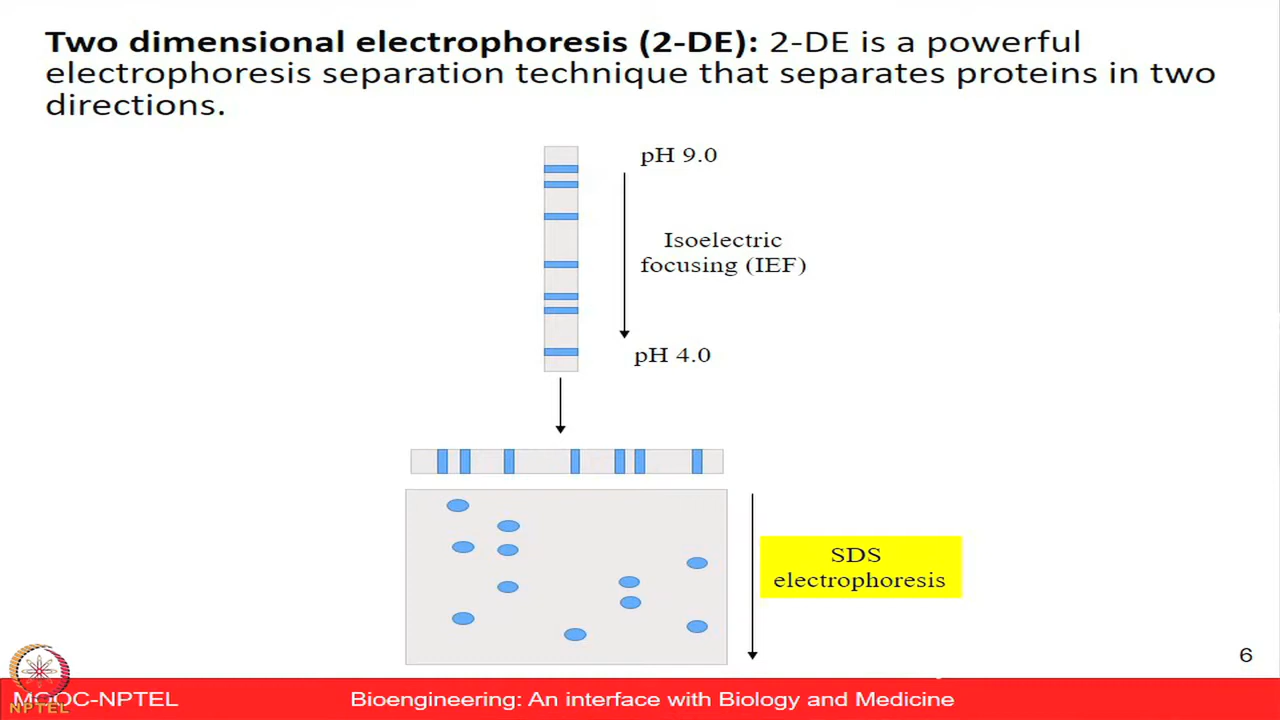 Two dimensional electrophoresis (2-DE): 2-DE is a powerful
electrophoresis separation technique that separates proteins in two
directions.
pH 9.0
Isoelectric
focusing (IEF)
pH 4.0
SDS
electrophoresis
6
MOOC-NPTEL
NPTEL
Bioengineering: An interface with Biology and Medicine